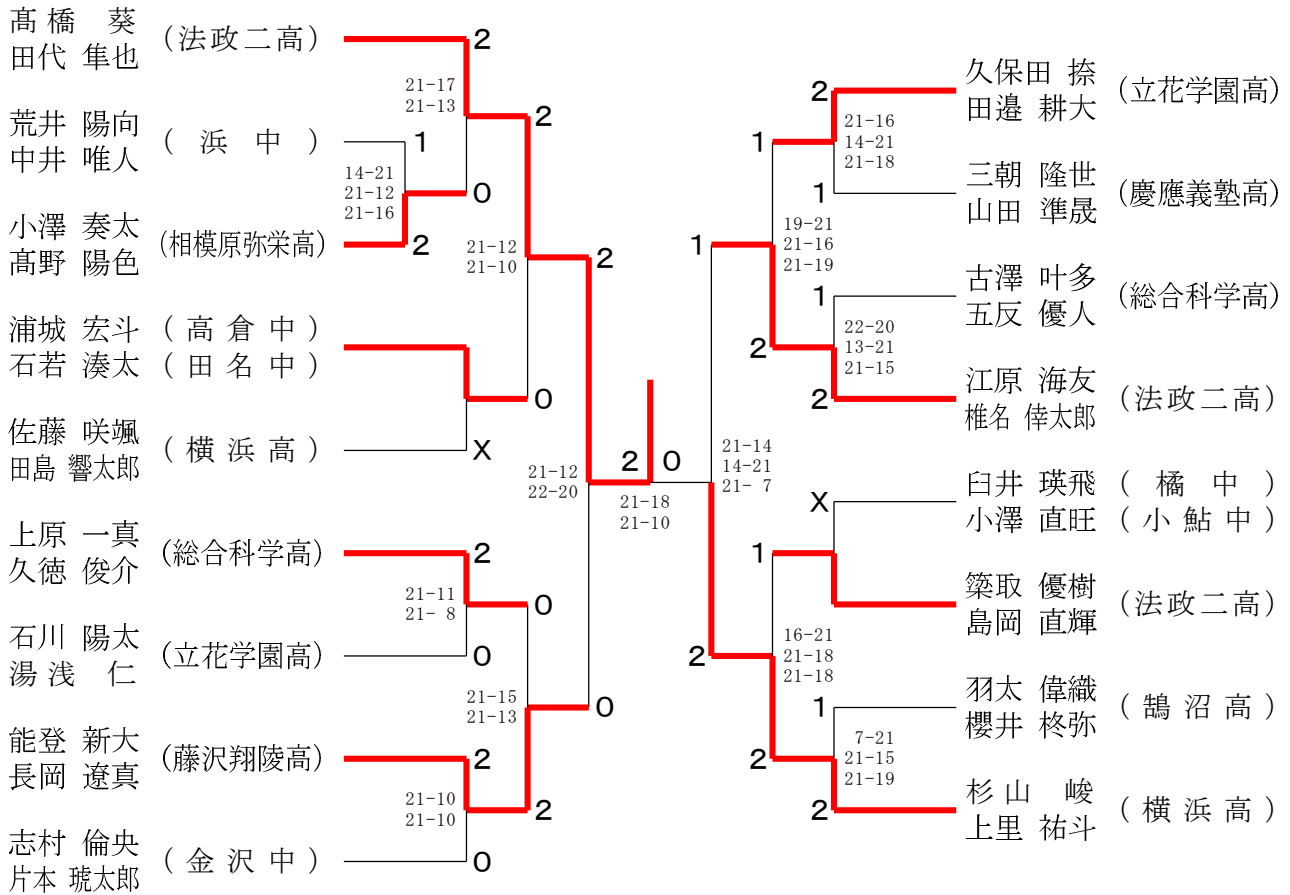 髙橋 葵
田代 隼也
(法政二高)
2
21-17
21-13
2
荒井 陽向
中井 唯人
(浜中)
1
14-21
21-12
21-16
0
小澤 奏太
髙野 陽色
(相模原弥栄高)
2
21-12
21-10
2
浦城 宏斗
石若 湊太
(高倉中)
(田名中)
0
佐藤 咲颯
田島 響太郎
(横浜高)
X
21-12
22-20
2
0
21-18
21-10
上原 一真
久徳 俊介
(総合科学高)
2
21-11
21- 8
0
石川 陽太
湯浅 仁
(立花学園高)
0
21-15
21-13
0
能登 新大
長岡 遼真
(藤沢翔陵高)
2
21-10
21-10
2
志村 倫央
片本 琥太郎
(金沢中)
0
久保田 捺
田邉 耕大
(立花学園高)
2
21-16
14-21
21-18
1
三朝 隆世
山田 準晟
(慶應義塾高)
1
19-21
21-16
21-19
1
古澤 叶多
五反 優人
(総合科学高)
1
22-20
13-21
21-15
2
江原 海友
椎名 倖太郎
(法政二高)
2
21-14
14-21
21- 7
臼井 瑛飛
小澤 直旺
(橘中)
(小鮎中)
X
1
簗取 優樹
島岡 直輝
(法政二高)
16-21
21-18
21-18
2
羽太 偉織
櫻井 柊弥
(鵠沼高)
1
7-21
21-15
21-19
2
杉山 峻
上里 祐斗
(横浜高)
2